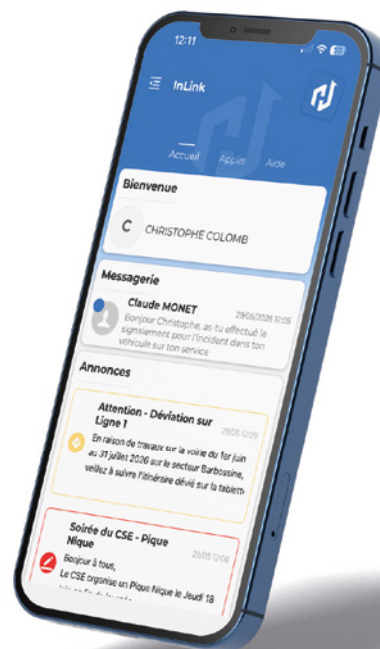 12:11
InLink
Accueil Applis Aide
Bienvenue
C CHRISTOPHE COLOMB
Messagerie
Claude MONET 29/05/2026 12:05
Bonjour Christophe, as-tu effectué le
signalement pour l'incident dans ton
véhicule sur ton service
Annonces
Attention - Déviation sur
Ligne 1
29/05 12:09
En raison de travaux sur la voirie du 1er juin
au 31 juillet 2026 sur le secteur Barbossine,
veillez à suivre l'itinéraire dévié sur la tablette
Soirée du CSE - Pique
Nique
29/05 12:06
Bonjour à tous,
Le CSE organise un Pique Nique le Jeudi 18